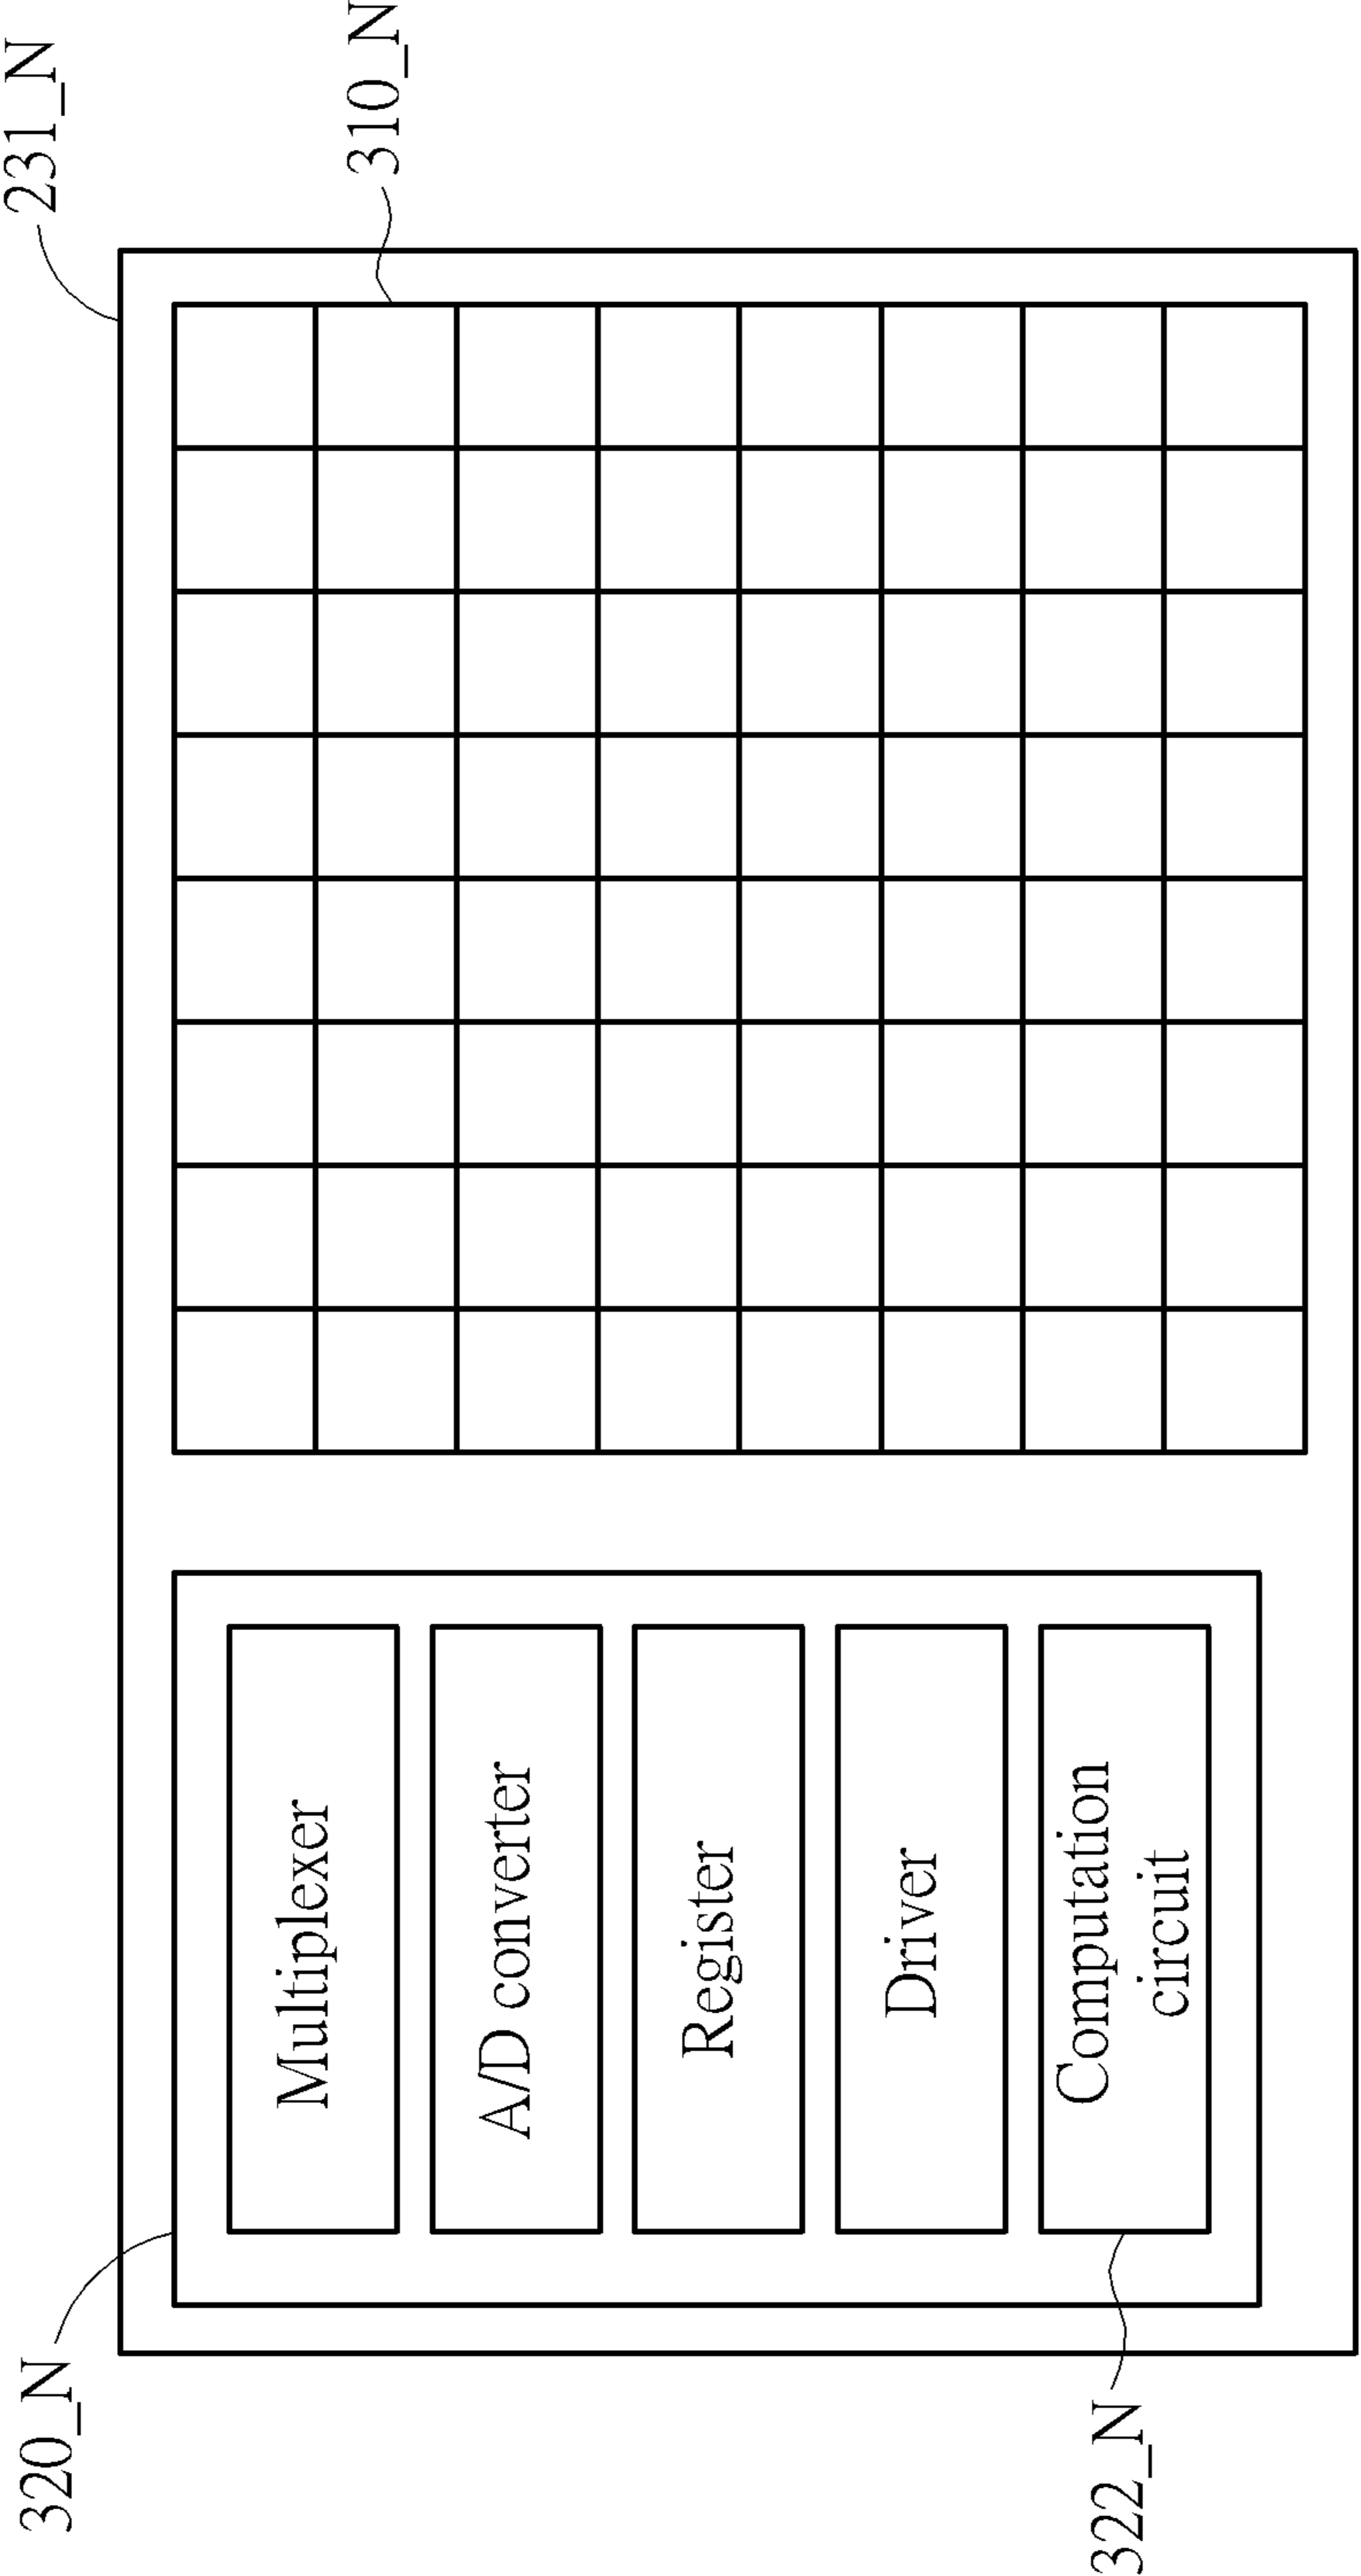 320_N
231_N
310_N
Multiplexer
A/D converter
Register
Driver
Computation
circuit
322_N